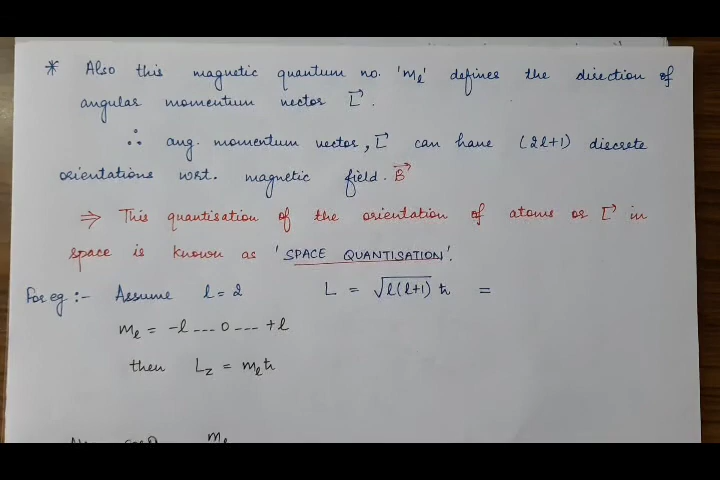 * Also this magnetic quantum no. 'mₗ' defines the direction of
angular momentum vector L⃗.
∴ ang. momentum vector, L⃗ can have (2l+1) discrete
orientations wrt. magnetic field. B⃗
⇒ This quantisation of the orientation of atoms or L⃗ in
space is known as 'SPACE QUANTISATION'.
For eg :- Assume l = 2 L = √l(l+1) ħ =
mₗ = -l --- 0 --- +l
then L_z = mₗħ
mₗ